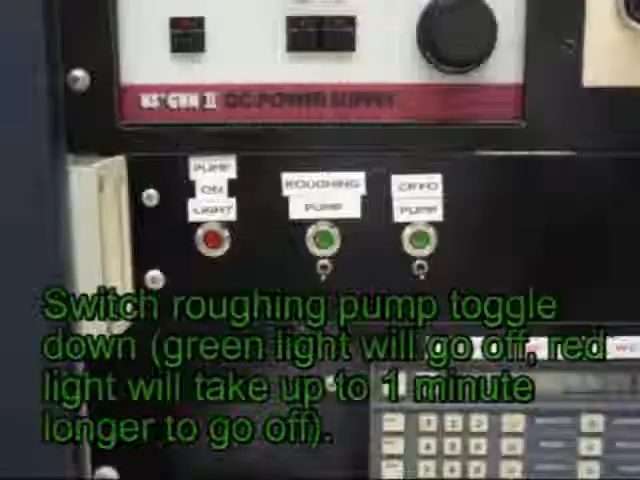 DC POWER SUPPLY
PUMP
ON
LIGHT
ROUGHING
PUMP
CRYO
PUMP
Switch roughing pump toggle
down (green light will go off, red
light will take up to 1 minute
longer to go off).